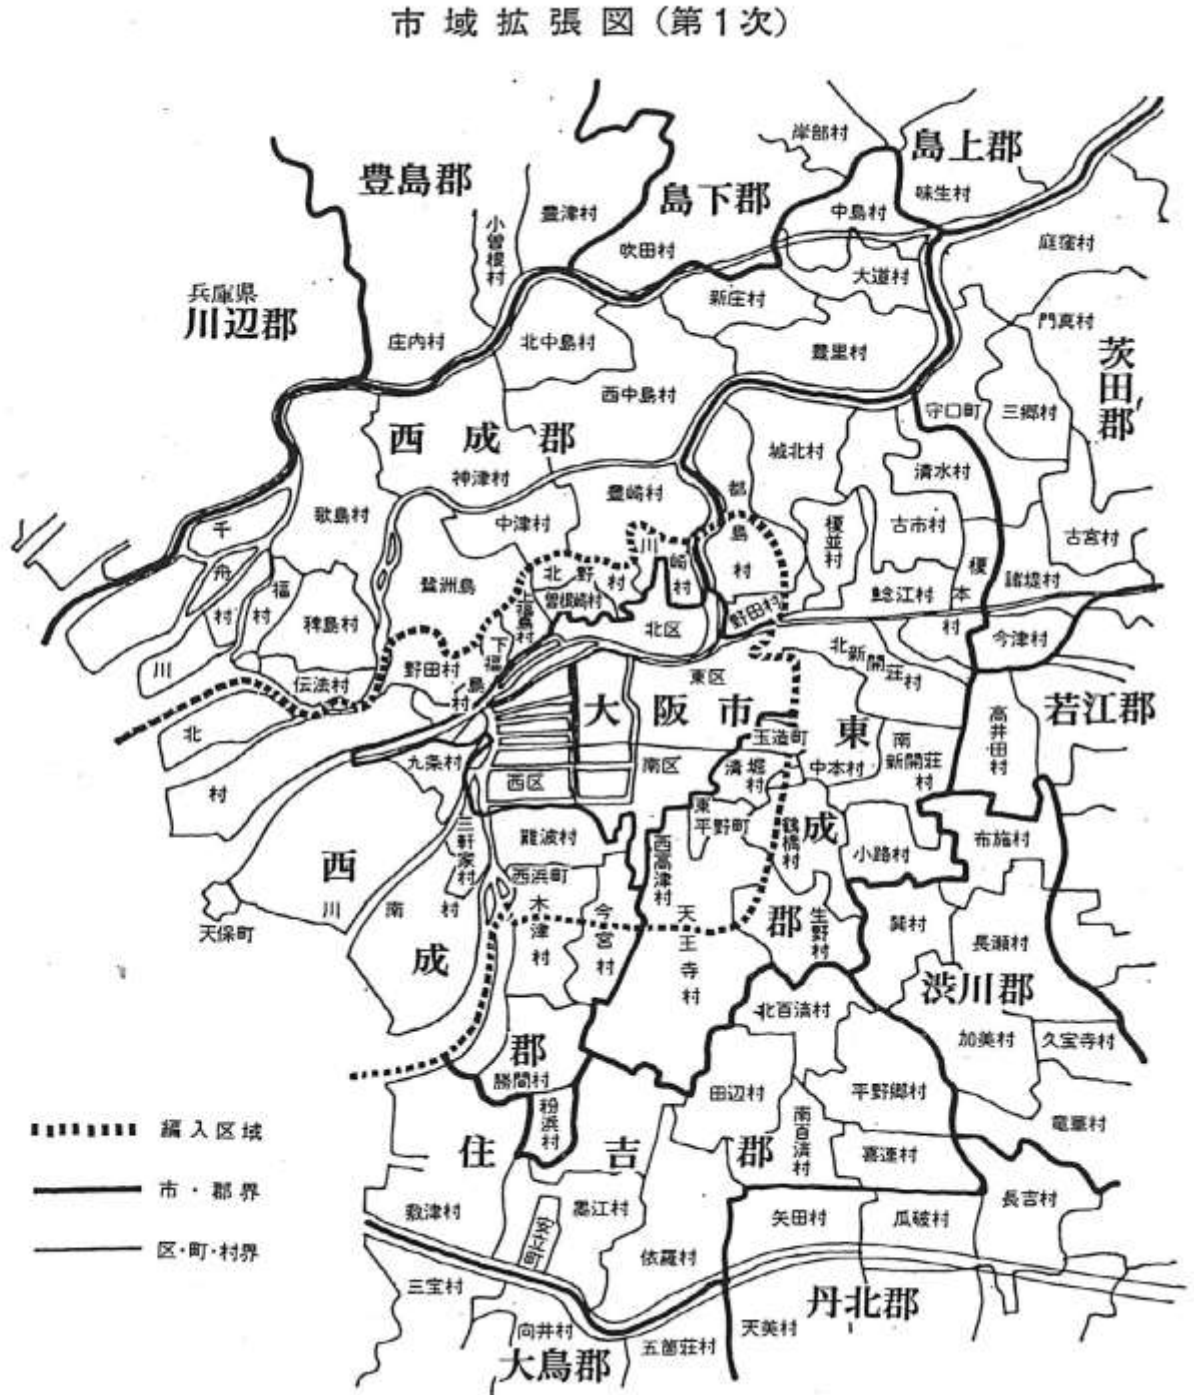 市域拡張図(第1次)
岸部村
島上郡
豊島郡
島下郡
味生村
豊津村
中島村
小曽根村
吹田村
庭窪村
大道村
兵庫県
川辺郡
新庄村
門真村
庄内村
北中島村
豊里村
茨田郡
西中島村
守口町
三郷村
西成郡
城北村
神津村
清水村
豊崎村
都島村
歌島村
中津村
榎並村
古市村
古宮村
千舟村
川崎村
榎本村
北野村
福村
鷺洲島
諸堤村
曽根崎村
鯰江村
上福島村
稗島村
野田村
北区
今津村
下福島村
北新開荘村
川北村
野田村
伝法村
東区
大阪市
若江郡
高井田村
玉造町
東成郡
南新開荘村
九条村
清堀村
中本村
西区
南区
東平野町
三軒家村
難波村
鶴橋村
布施村
西高津村
小路村
西成郡
西浜町
川南村
木津村
今宮村
天王寺村
生野村
巽村
天保町
長瀬村
渋川郡
北百済村
加美村
久宝寺村
勝間村
田辺村
平野郷村
粉浜村
南百済村
竜華村
編入区域
住吉郡
喜連村
市・郡界
長吉村
敷津村
墨江村
矢田村
瓜破村
安立町
区・町・村界
依羅村
三宝村
丹北郡
向井村
天美村
五箇荘村
大鳥郡